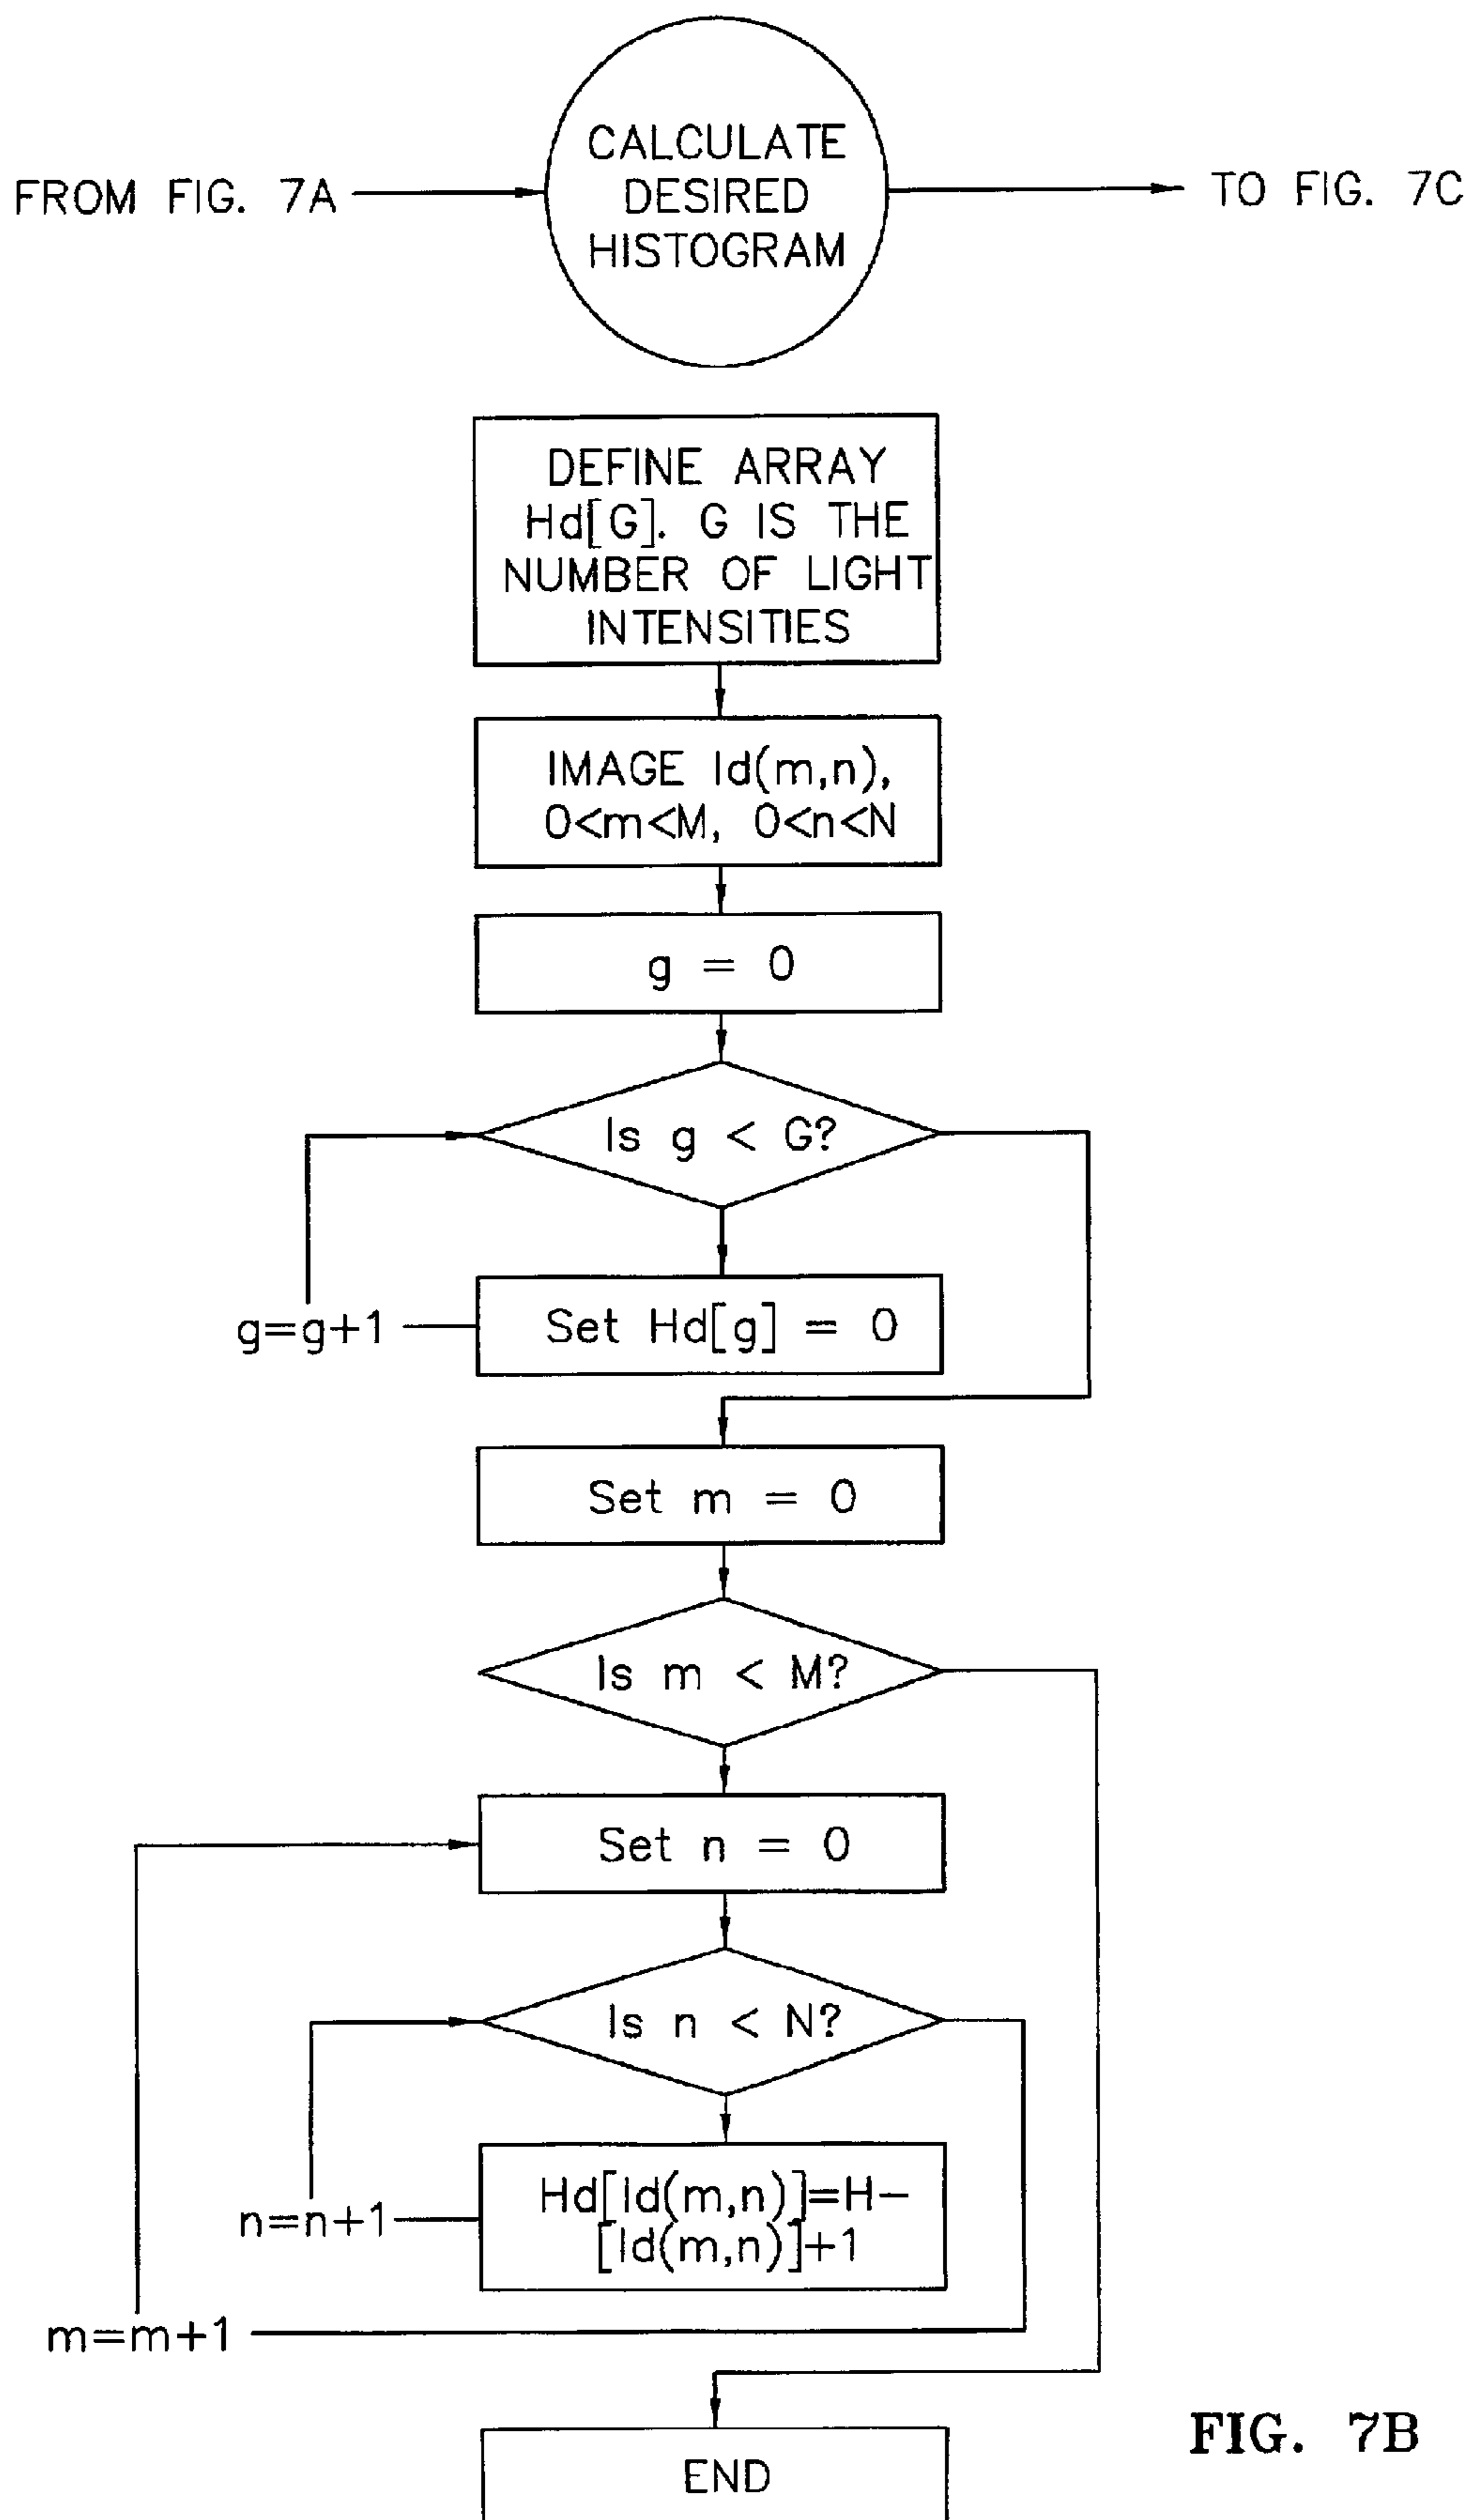 CALCULATE
DESIRED
HISTOGRAM
FROM FIG. 7A
TO FIG. 7C
DEFINE ARRAY
Hd[G]. G IS THE
NUMBER OF LIGHT
INTENSITIES
IMAGE Id(m,n),
0<m<M, 0<n<N
g = 0
Is g < G?
g=g+1
Set Hd[g] = 0
Set m = 0
Is m < M?
Set n = 0
Is n < N?
n=n+1
Hd[Id(m,n)]=H-
[Id(m,n)]+1
m=m+1
END
FIG. 7B